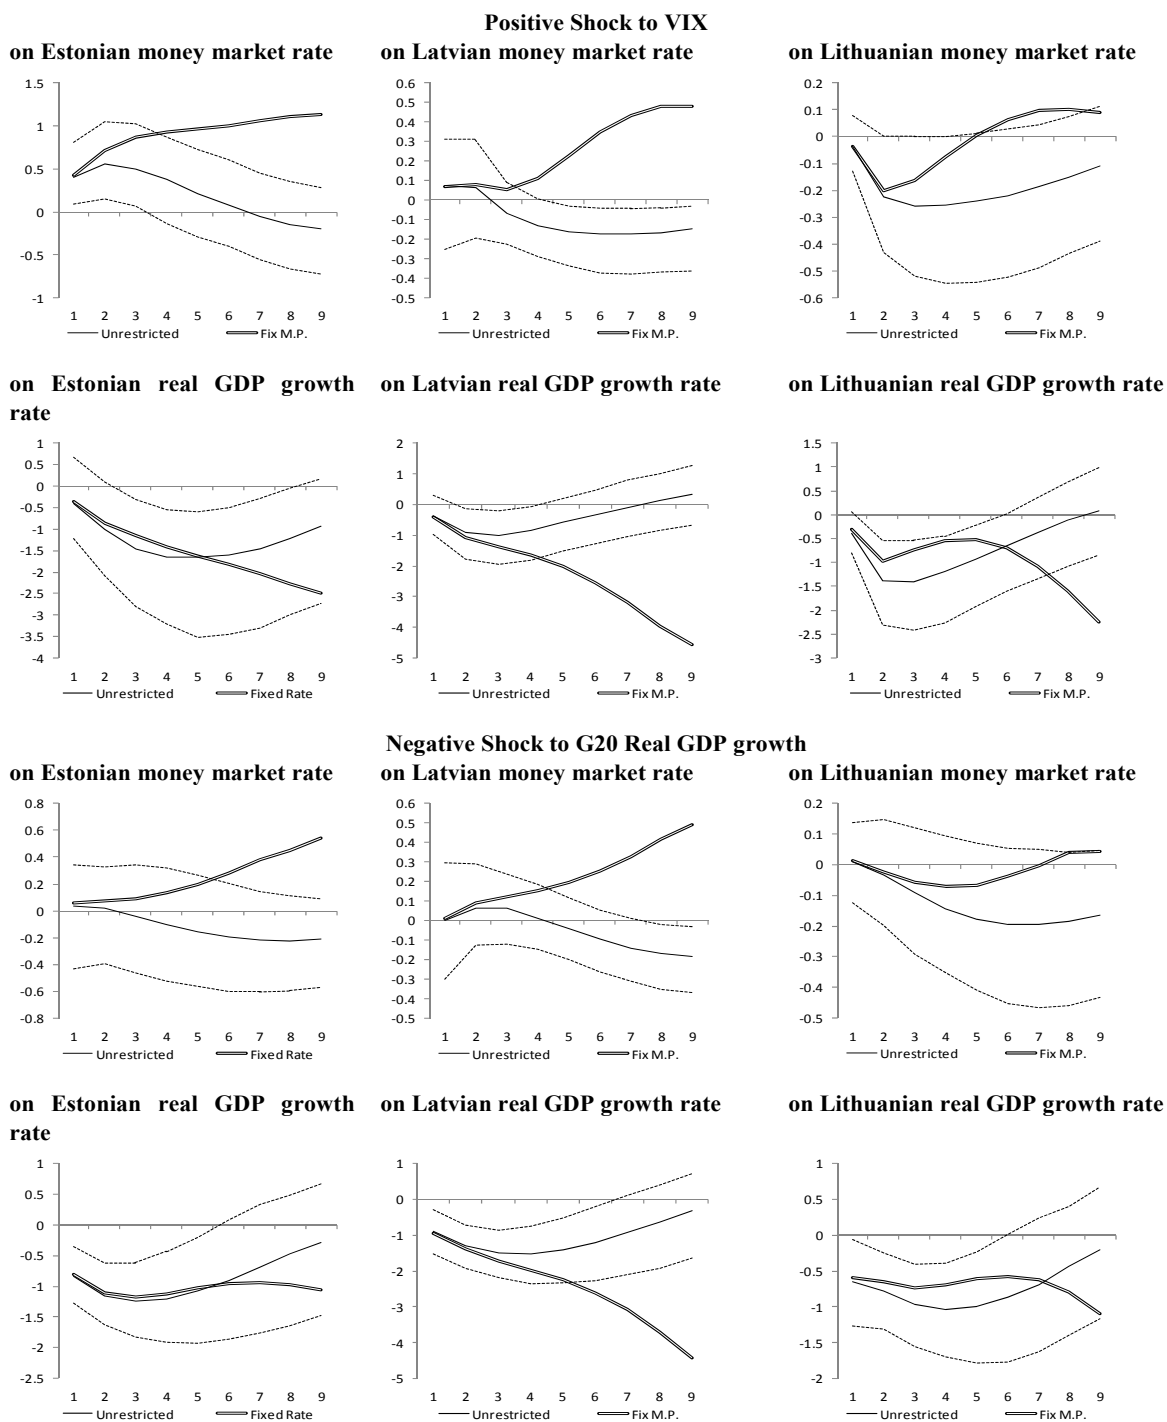 Positive Shock to VIX
on Estonian money market rate
on Latvian money market rate
on Lithuanian money market rate
1.5
1
0.5
0
-0.5
-1
1 2 3 4 5 6 7 8 9
Unrestricted Fix M.P.
0.6
0.5
0.4
0.3
0.2
0.1
0
-0.1
-0.2
-0.3
-0.4
-0.5
1 2 3 4 5 6 7 8 9
Unrestricted Fix M.P.
0.2
0.1
0
-0.1
-0.2
-0.3
-0.4
-0.5
-0.6
1 2 3 4 5 6 7 8 9
Unrestricted Fix M.P.
on Estonian real GDP growth
rate
on Latvian real GDP growth rate
on Lithuanian real GDP growth rate
1
0.5
0
-0.5
-1
-1.5
-2
-2.5
-3
-3.5
-4
1 2 3 4 5 6 7 8 9
Unrestricted Fixed Rate
2
1
0
-1
-2
-3
-4
-5
1 2 3 4 5 6 7 8 9
Unrestricted Fix M.P.
1.5
1
0.5
0
-0.5
-1
-1.5
-2
-2.5
-3
1 2 3 4 5 6 7 8 9
Unrestricted Fix M.P.
Negative Shock to G20 Real GDP growth
on Estonian money market rate
on Latvian money market rate
on Lithuanian money market rate
0.8
0.6
0.4
0.2
0
-0.2
-0.4
-0.6
-0.8
1 2 3 4 5 6 7 8 9
Unrestricted Fixed Rate
0.6
0.5
0.4
0.3
0.2
0.1
0
-0.1
-0.2
-0.3
-0.4
-0.5
1 2 3 4 5 6 7 8 9
Unrestricted Fix M.P.
0.2
0.1
0
-0.1
-0.2
-0.3
-0.4
-0.5
1 2 3 4 5 6 7 8 9
Unrestricted Fix M.P.
on Estonian real GDP growth
rate
on Latvian real GDP growth rate
on Lithuanian real GDP growth rate
1
0.5
0
-0.5
-1
-1.5
-2
-2.5
1 2 3 4 5 6 7 8 9
Unrestricted Fixed Rate
1
0
-1
-2
-3
-4
-5
1 2 3 4 5 6 7 8 9
Unrestricted Fix M.P.
1
0.5
0
-0.5
-1
-1.5
-2
1 2 3 4 5 6 7 8 9
Unrestricted Fix M.P.